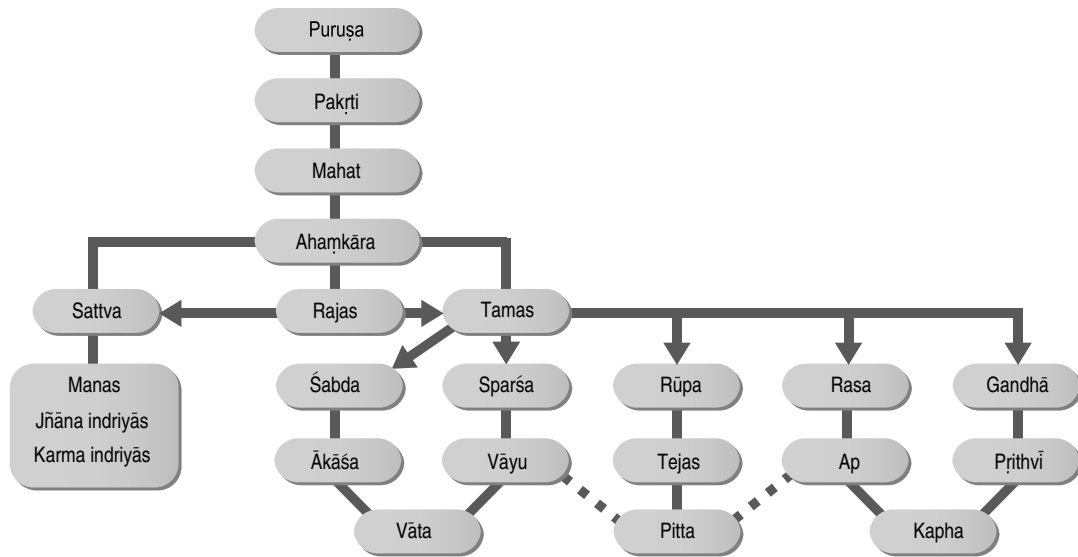 Puruṣa
Pakṛti
Mahat
Ahaṃkāra
Sattva
Rajas
Tamas
Manas
Jñāna indriyās
Karma indriyās
Śabda
Sparśa
Rūpa
Rasa
Gandhā
Ākāśa
Vāyu
Tejas
Ap
Pṛithvī
Vāta
Pitta
Kapha